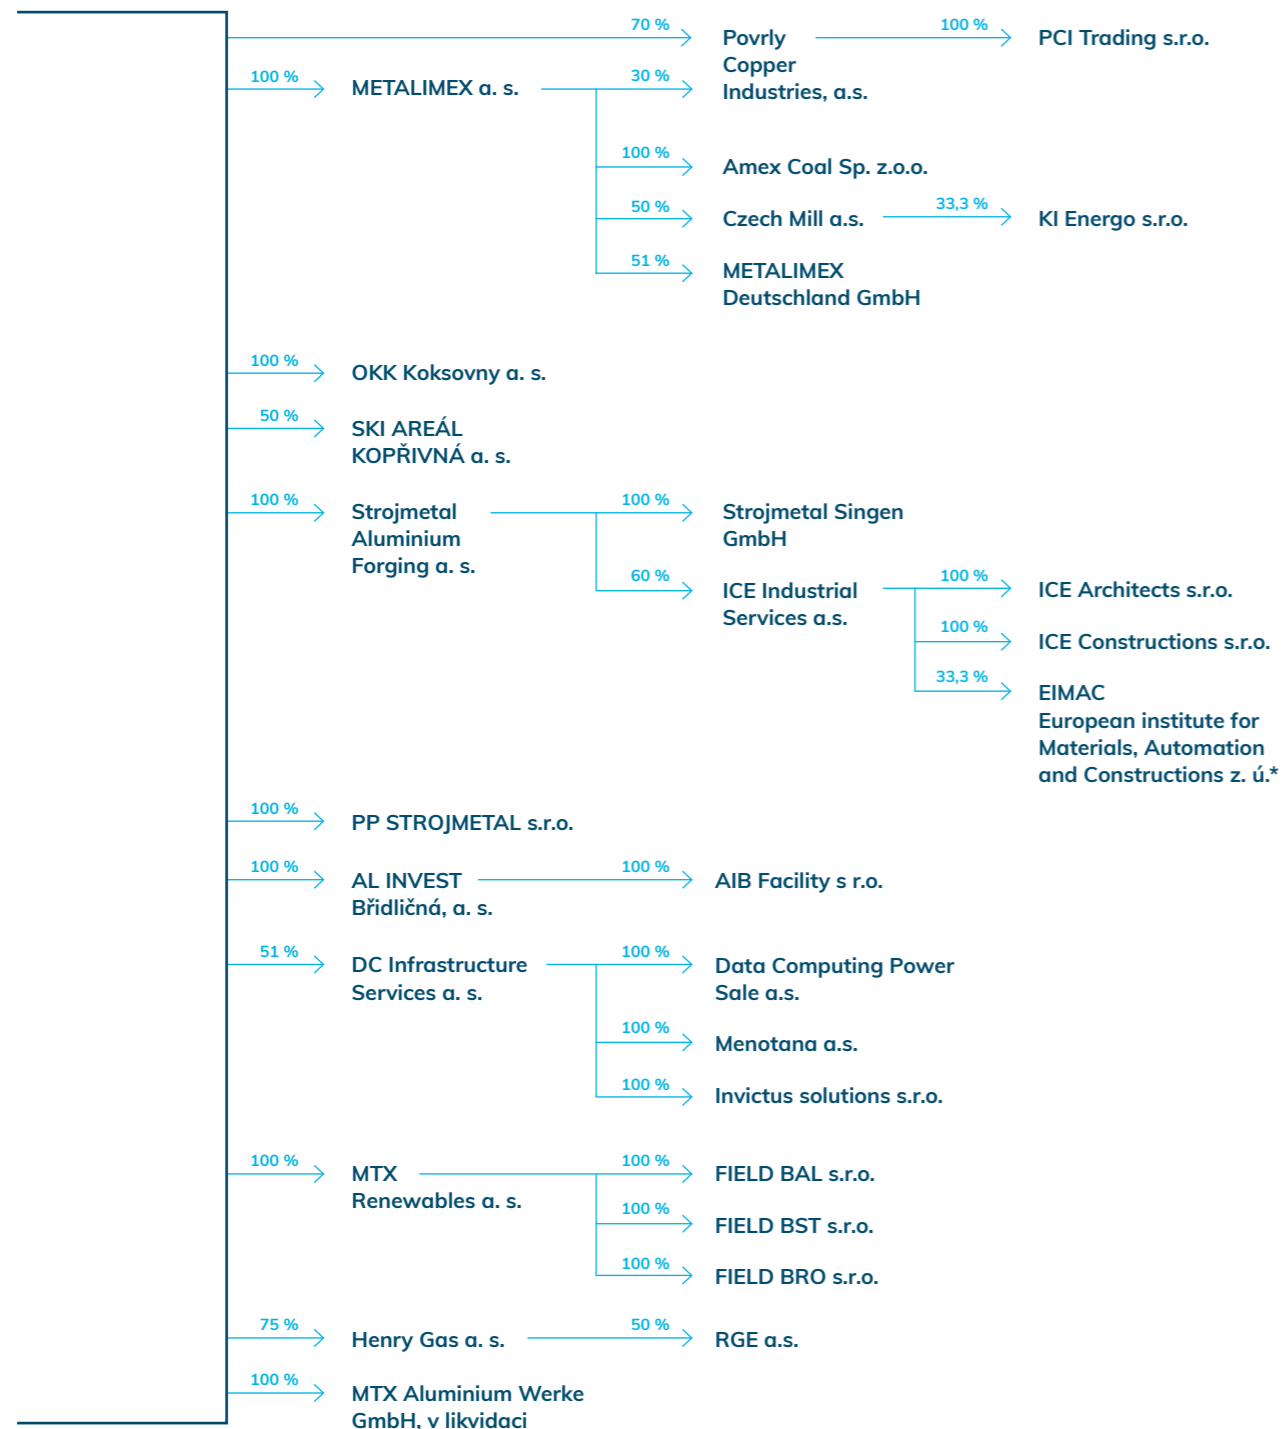 70 %
Povrly
Copper
Industries, a.s.
100 %
PCI Trading s.r.o.
100 %
METALIMEX a. s.
30 %
100 %
Amex Coal Sp. z.o.o.
50 %
Czech Mill a.s.
33,3 %
KI Energo s.r.o.
51 %
METALIMEX
Deutschland GmbH
100 %
OKK Koksovny a. s.
50 %
SKI AREÁL
KOPŘIVNÁ a. s.
100 %
Strojmetal
Aluminium
Forging a. s.
100 %
Strojmetal Singen
GmbH
60 %
ICE Industrial
Services a.s.
100 %
ICE Architects s.r.o.
100 %
ICE Constructions s.r.o.
33,3 %
EIMAC
European institute for
Materials, Automation
and Constructions z. ú.*
100 %
PP STROJMETAL s.r.o.
100 %
AL INVEST
Břidličná, a. s.
100 %
AIB Facility s r.o.
51 %
DC Infrastructure
Services a. s.
100 %
Data Computing Power
Sale a.s.
100 %
Menotana a.s.
100 %
Invictus solutions s.r.o.
100 %
MTX
Renewables a. s.
100 %
FIELD BAL s.r.o.
100 %
FIELD BST s.r.o.
100 %
FIELD BRO s.r.o.
75 %
Henry Gas a. s.
50 %
RGE a.s.
100 %
MTX Aluminium Werke
GmbH, v likvidaci